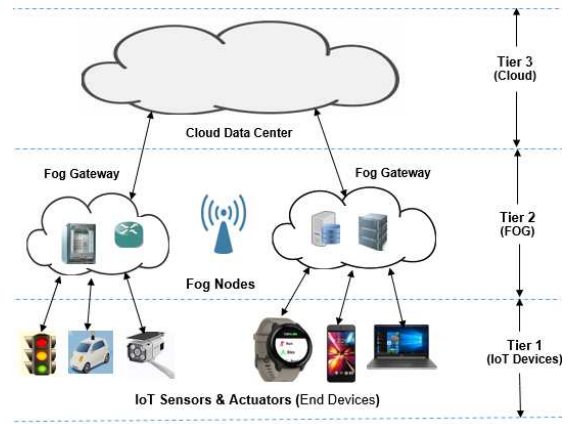 Tier 3
(Cloud)
Cloud Data Center
Fog Gateway
Fog Gateway
Tier 2
(FOG)
Fog Nodes
Tier 1
(IoT Devices)
IoT Sensors & Actuators (End Devices)